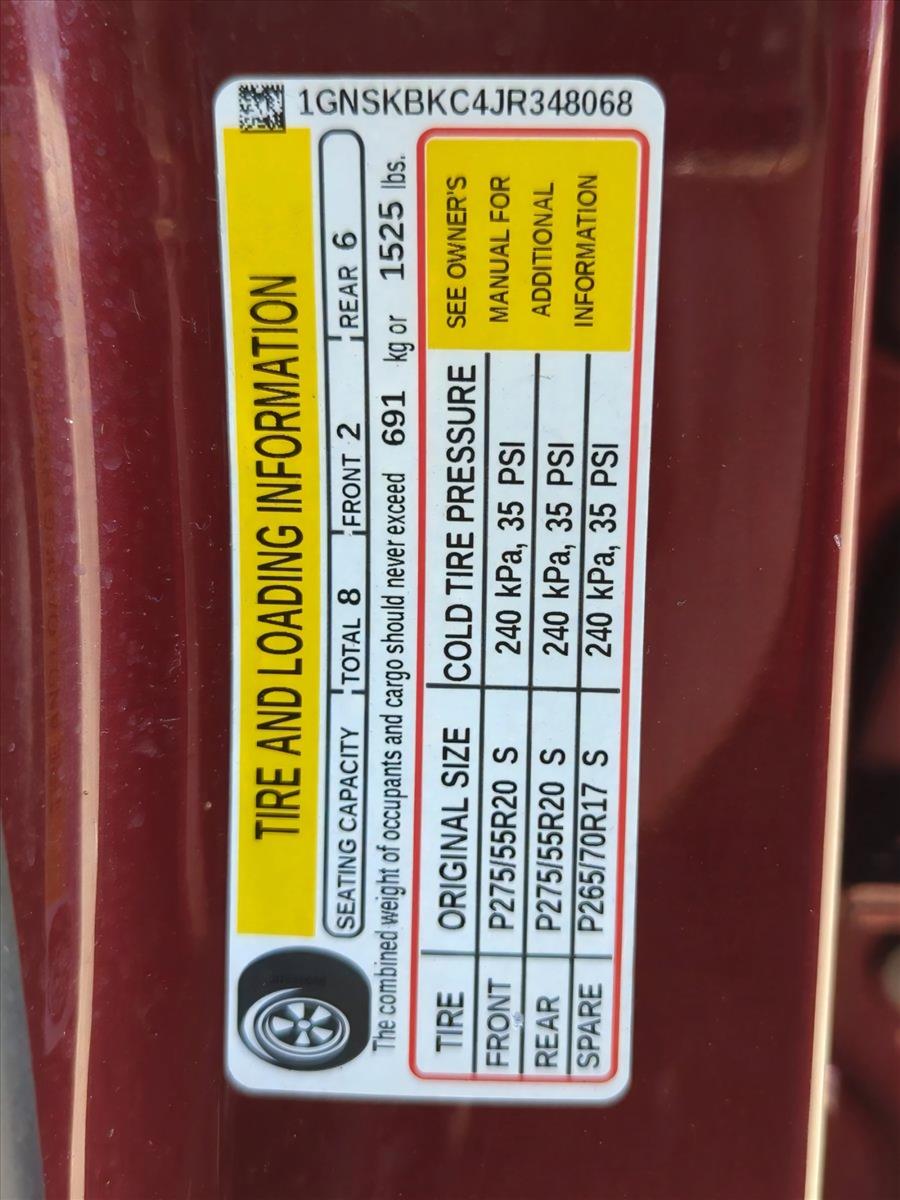 1GNSKBKC4JR348068
TIRE AND LOADING INFORMATION
SEATING CAPACITY TOTAL 8 FRONT 2 REAR 6
The combined weight of occupants and cargo should never exceed 691 kg or 1525 lbs.
TIRE ORIGINAL SIZE COLD TIRE PRESSURE
FRONT P275/55R20 S 240 kPa, 35 PSI
REAR P275/55R20 S 240 kPa, 35 PSI
SPARE P265/70R17 S 240 kPa, 35 PSI
SEE OWNER'S
MANUAL FOR
ADDITIONAL
INFORMATION